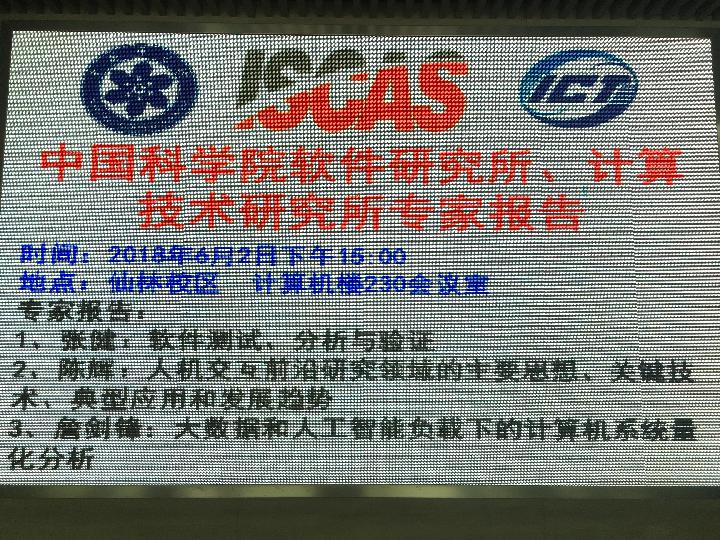 ISCAS
ICT
中国科学院软件研究所、计算
技术研究所专家报告
时间：2018年6月2日下午15:00
地点：仙林校区 计算机楼230会议室
专家报告：
1、张健：软件测试、分析与验证
2、陈辉：人机交互前沿研究领域的主要思想、关键技
术、典型应用和发展趋势
3、詹剑锋：大数据和人工智能负载下的计算机系统量
化分析